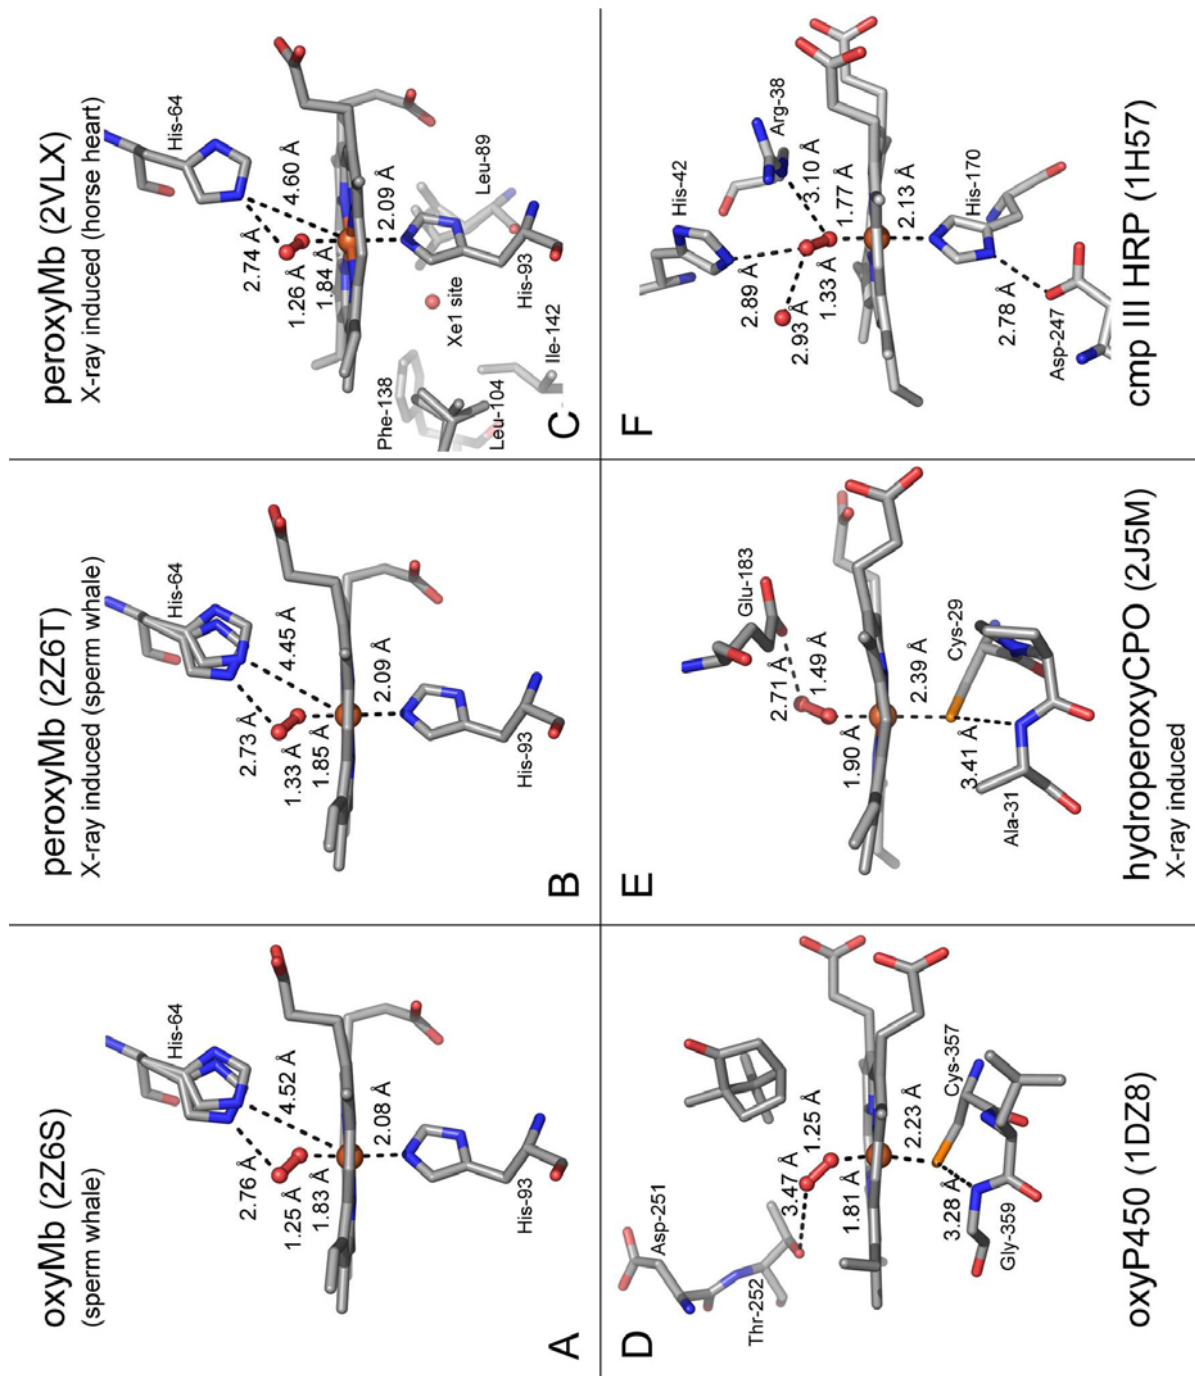 oxyMb (2Z6S)
(sperm whale)
His-64
2.76 Å
4.52 Å
1.25 Å
1.83 Å
2.08 Å
His-93
A
peroxyMb (2Z6T)
X-ray induced (sperm whale)
His-64
2.73 Å
4.45 Å
1.33 Å
1.85 Å
2.09 Å
His-93
B
peroxyMb (2VLX)
X-ray induced (horse heart)
His-64
2.74 Å
4.60 Å
1.26 Å
1.84 Å
2.09 Å
Phe-138
Xe1 site
Leu-89
Leu-104
Ile-142
His-93
C
D
Asp-251
Thr-252
3.47 Å
1.25 Å
1.81 Å
2.23 Å
Cys-357
3.28 Å
Gly-359
oxyP450 (1DZ8)
E
Glu-183
2.71 Å
1.49 Å
1.90 Å
2.39 Å
Cys-29
3.41 Å
Ala-31
hydroperoxyCPO (2J5M)
X-ray induced
F
His-42
Arg-38
2.89 Å
3.10 Å
2.93 Å
1.33 Å
1.77 Å
2.13 Å
His-170
2.78 Å
Asp-247
cmp III HRP (1H57)